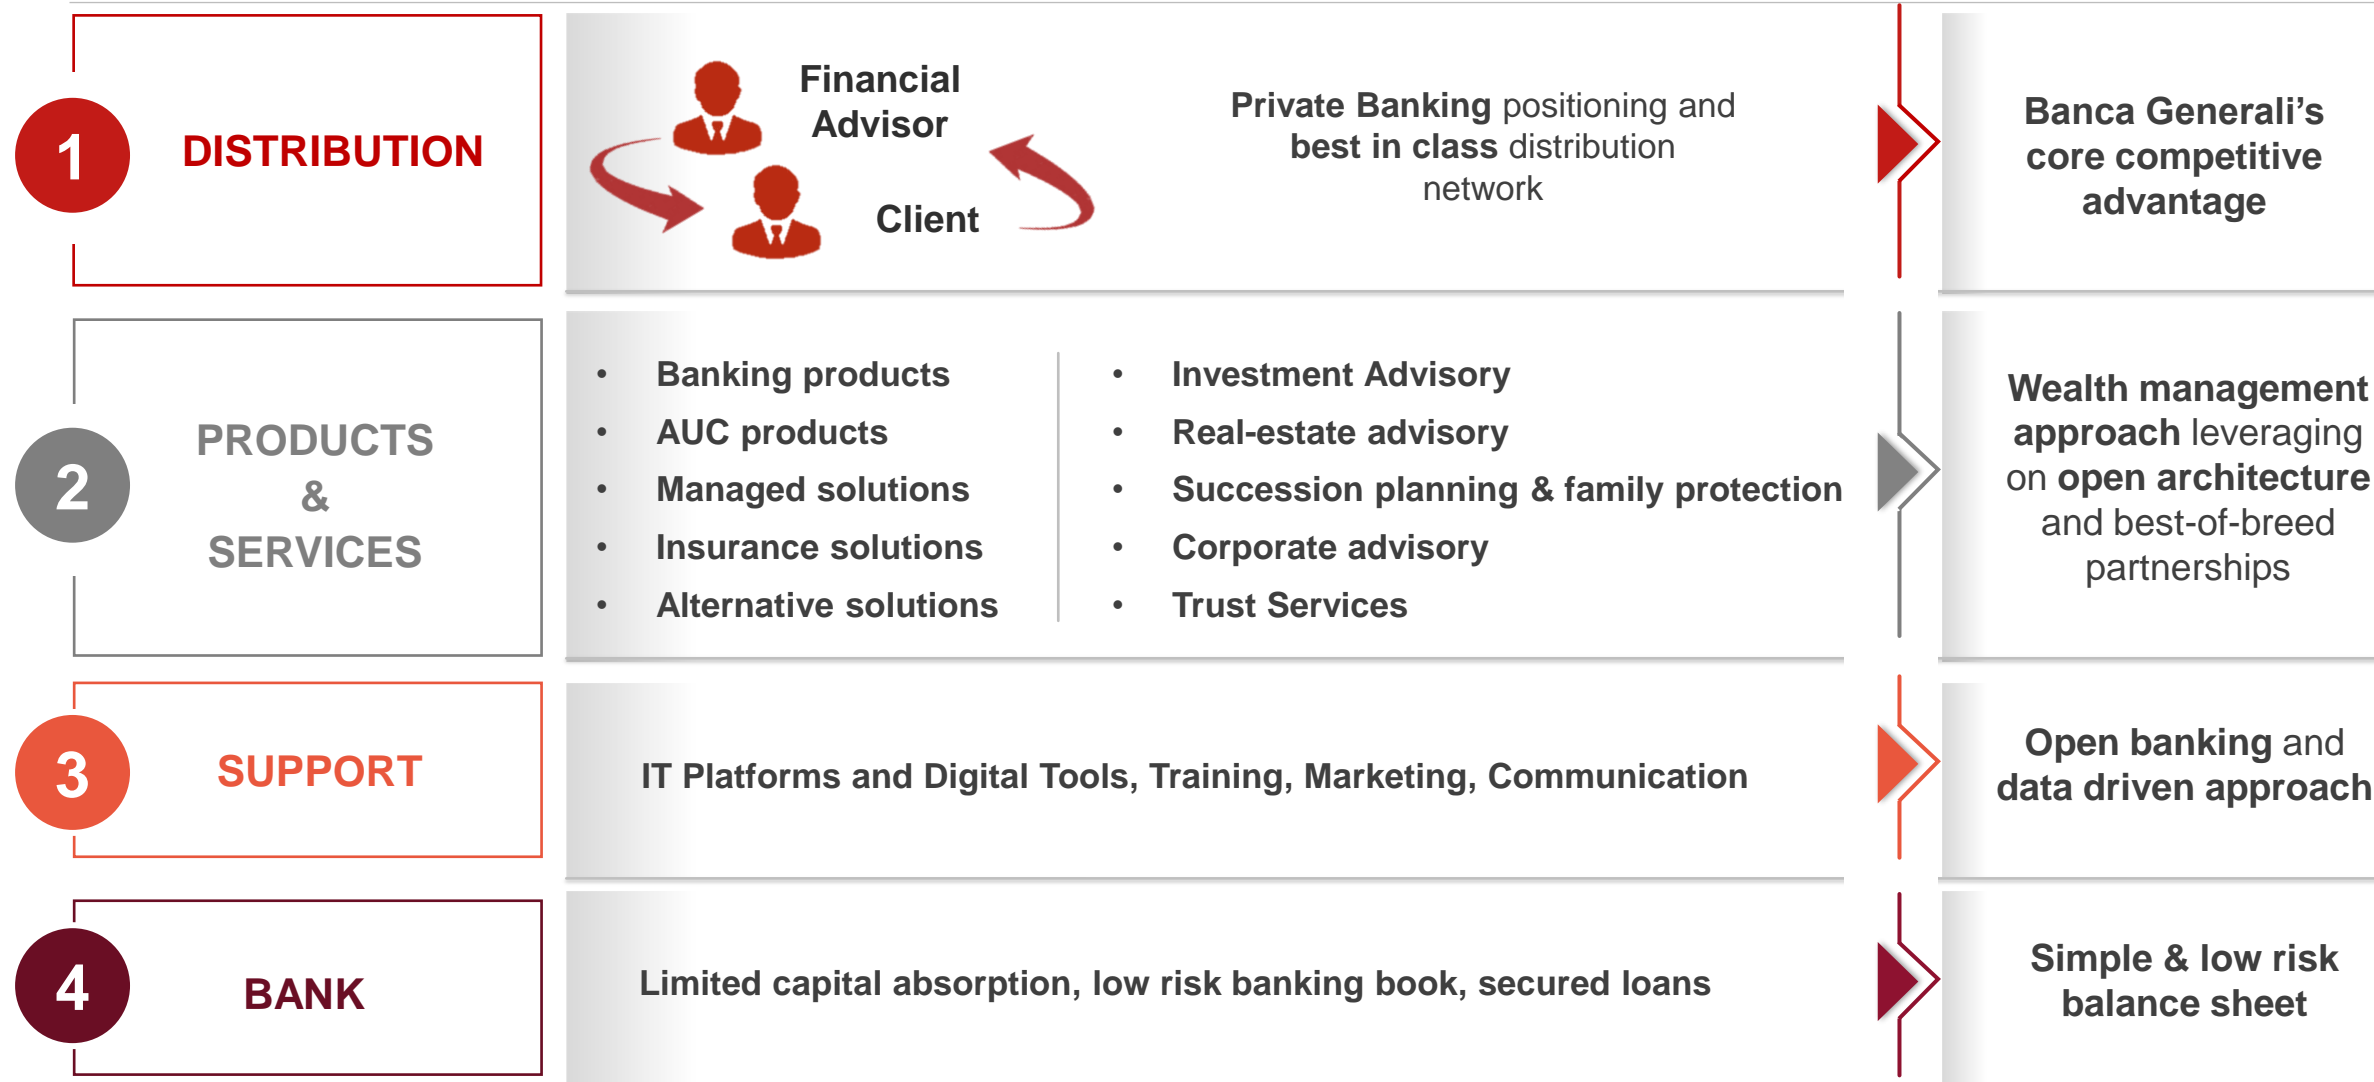 1
DISTRIBUTION
Financial
Advisor
Client
Private Banking positioning and
best in class distribution
network
Banca Generali’s
core competitive
advantage
2
PRODUCTS
&
SERVICES
• Banking products
• AUC products
• Managed solutions
• Insurance solutions
• Alternative solutions
• Investment Advisory
• Real-estate advisory
• Succession planning & family protection
• Corporate advisory
• Trust Services
Wealth management
approach leveraging
on open architecture
and best-of-breed
partnerships
3
SUPPORT
IT Platforms and Digital Tools, Training, Marketing, Communication
Open banking and
data driven approach
4
BANK
Limited capital absorption, low risk banking book, secured loans
Simple & low risk
balance sheet